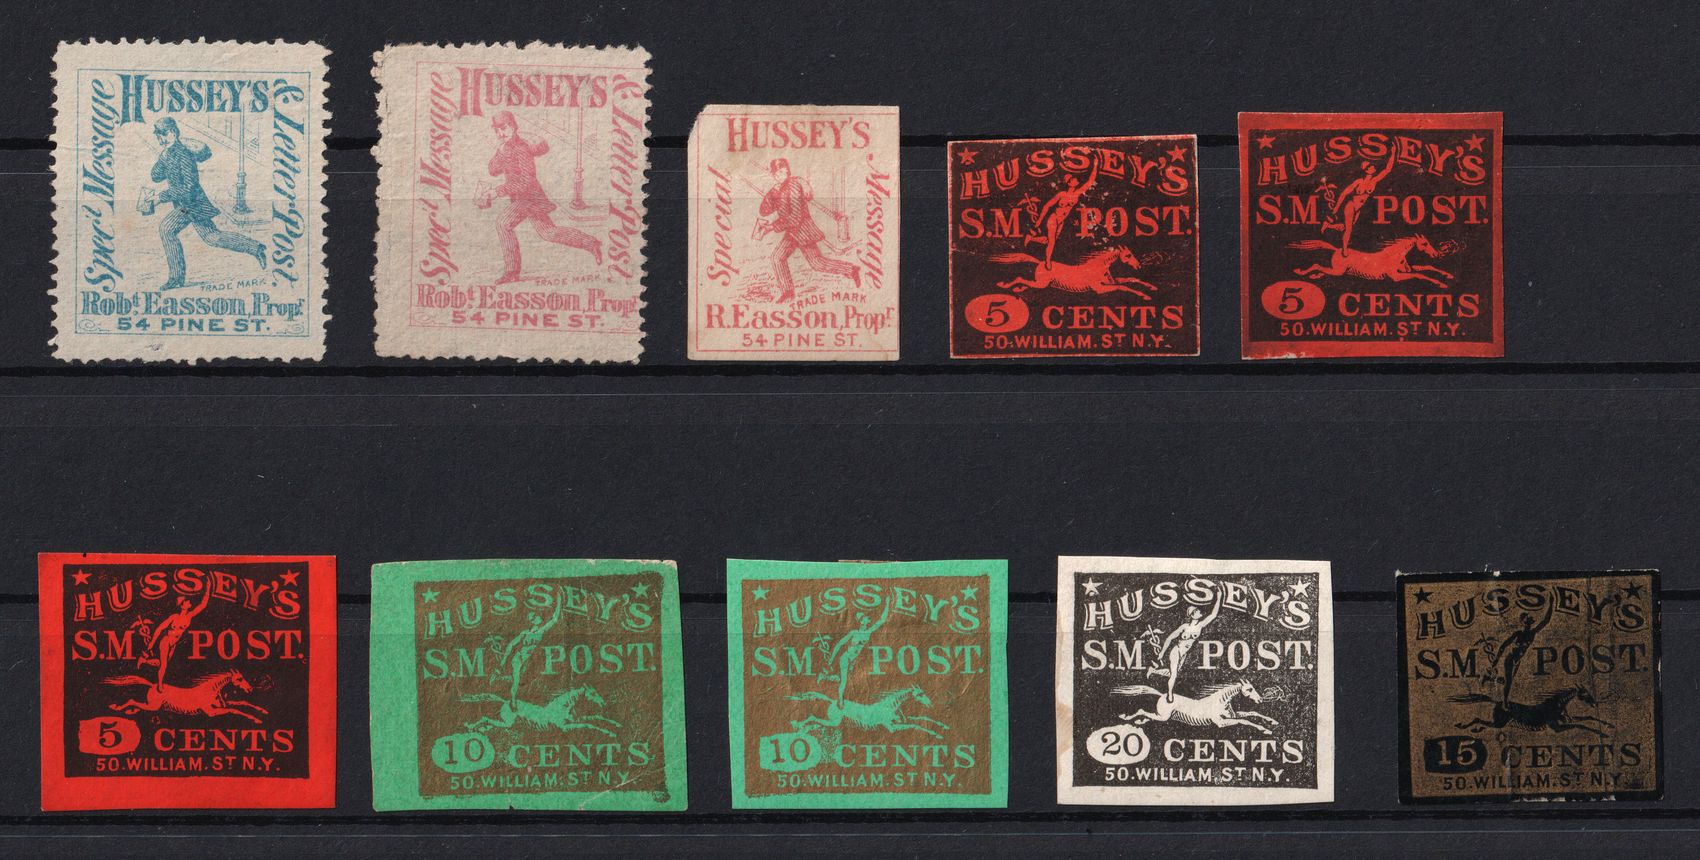 HUSSEY'S
Spec'l Message
& Letter Post
TRADE MARK
Robt. Easson, Propr.
54 PINE ST.
HUSSEY'S
Spec'l Message
& Letter Post
TRADE MARK
Robt. Easson, Propr.
54 PINE ST.
HUSSEY'S
Special
Message
TRADE MARK
R. Easson, Propr.
54 PINE ST.
HUSSEY'S
S.M POST.
5 CENTS
50. WILLIAM. ST N.Y.
HUSSEY'S
S.M POST.
5 CENTS
50. WILLIAM. ST N.Y.
HUSSEY'S
S.M POST.
5 CENTS
50. WILLIAM. ST N.Y.
HUSSEY'S
S.M POST.
10 CENTS
50. WILLIAM. ST N.Y.
HUSSEY'S
S.M POST.
10 CENTS
50. WILLIAM. ST N.Y.
HUSSEY'S
S.M POST.
20 CENTS
50. WILLIAM. ST N.Y.
HUSSEY'S
S.M POST.
15 CENTS
50. WILLIAM. ST N.Y.